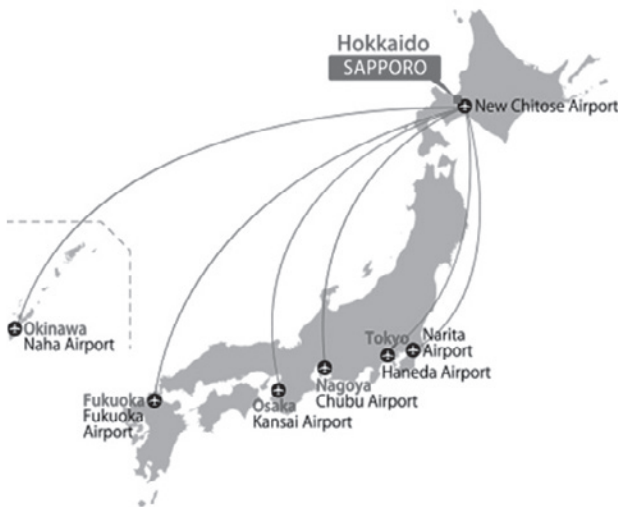 Hokkaido
SAPPORO
New Chitose Airport
Okinawa
Naha Airport
Tokyo
Narita
Airport
Haneda Airport
Nagoya
Chubu Airport
Osaka
Kansai Airport
Fukuoka
Fukuoka
Airport